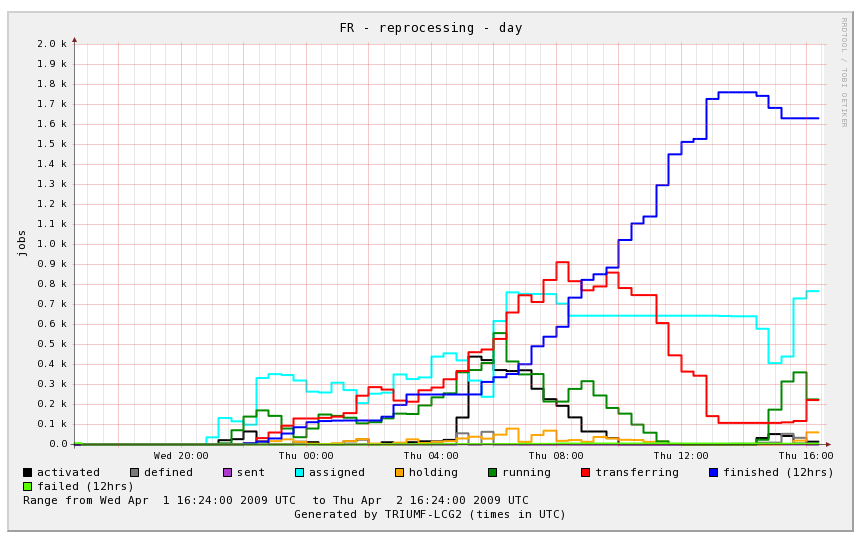 FR - reprocessing - day
RRDTOOL / TOBI OETIKER
jobs
2.0 k
1.9 k
1.8 k
1.7 k
1.6 k
1.5 k
1.4 k
1.3 k
1.2 k
1.1 k
1.0 k
0.9 k
0.8 k
0.7 k
0.6 k
0.5 k
0.4 k
0.3 k
0.2 k
0.1 k
0.0
Wed 20:00 Thu 00:00 Thu 04:00 Thu 08:00 Thu 12:00 Thu 16:00
activated defined sent assigned holding running transferring finished (12hrs)
failed (12hrs)
Range from Wed Apr  1 16:24:00 2009 UTC  to Thu Apr  2 16:24:00 2009 UTC
Generated by TRIUMF-LCG2 (times in UTC)